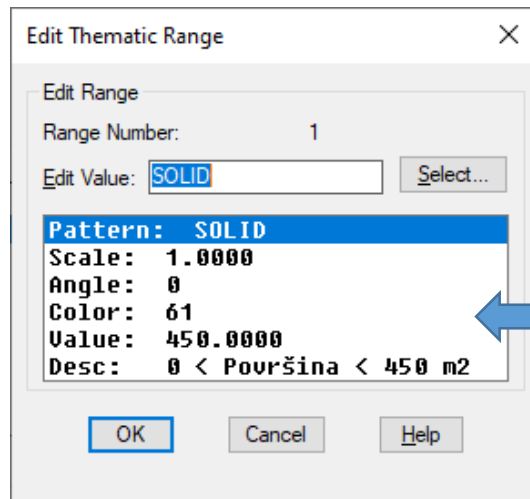 Edit Thematic Range
Edit Range
Range Number: 1
Edit Value: SOLID Select...
Pattern: SOLID
Scale: 1.0000
Angle: 0
Color: 61
Value: 450.0000
Desc: 0 < Površina < 450 m2
OK Cancel Help